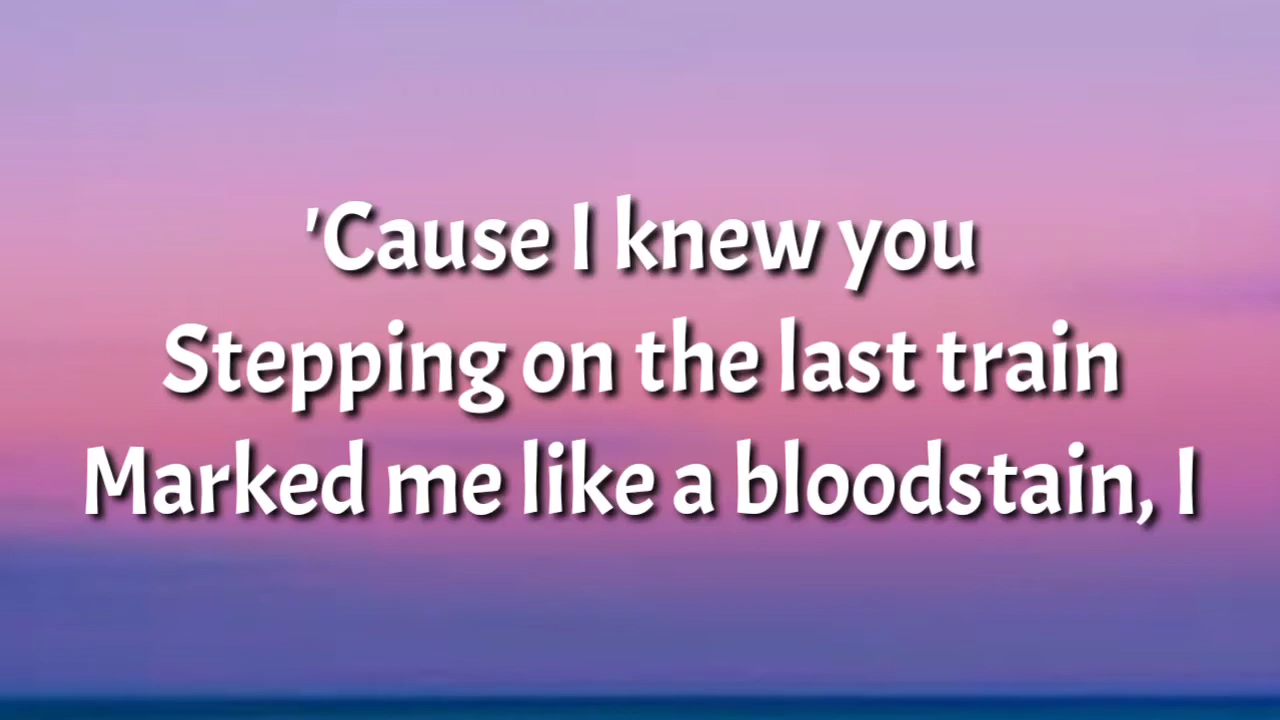 'Cause I knew you
Stepping on the last train
Marked me like a bloodstain, I